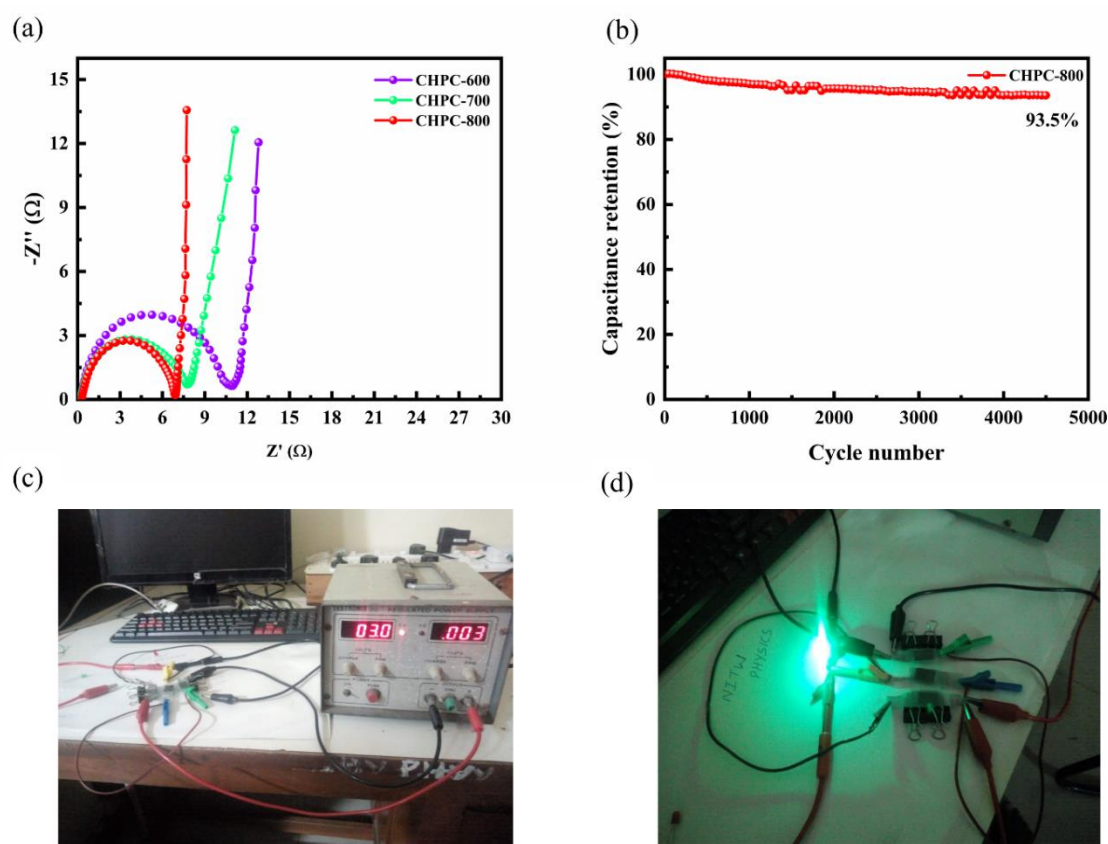 (a)
15
12
9
6
3
0
-Z'' (Ω)
CHPC-600
CHPC-700
CHPC-800
0 3 6 9 12 15 18 21 24 27 30
Z' (Ω)
(b)
100
80
60
40
20
0
Capacitance retention (%)
CHPC-800
93.5%
0 1000 2000 3000 4000 5000
Cycle number
(c)
03.0 .003
(d)
NITW
PHYSICS